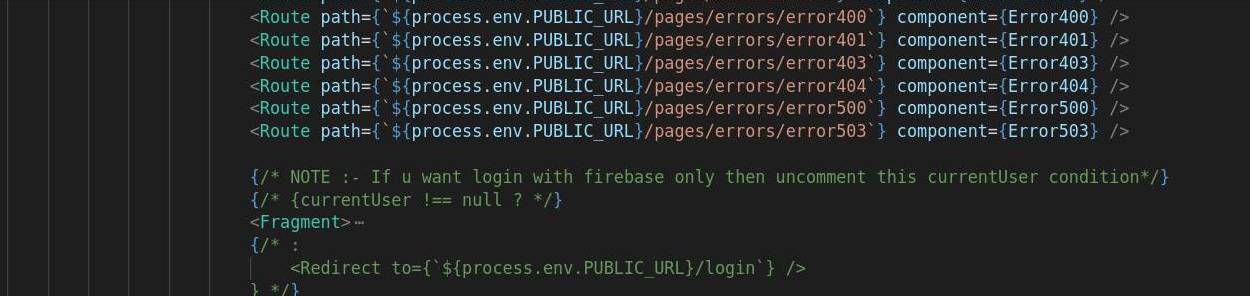 <Route path={`${process.env.PUBLIC_URL}/pages/errors/error400`} component={Error400} />
<Route path={`${process.env.PUBLIC_URL}/pages/errors/error401`} component={Error401} />
<Route path={`${process.env.PUBLIC_URL}/pages/errors/error403`} component={Error403} />
<Route path={`${process.env.PUBLIC_URL}/pages/errors/error404`} component={Error404} />
<Route path={`${process.env.PUBLIC_URL}/pages/errors/error500`} component={Error500} />
<Route path={`${process.env.PUBLIC_URL}/pages/errors/error503`} component={Error503} />
{/* NOTE :- If u want login with firebase only then uncomment this currentUser condition*/}
{/* {currentUser !== null ? */}
<Fragment>⋯
{/* :
<Redirect to={`${process.env.PUBLIC_URL}/login`} />
} */}